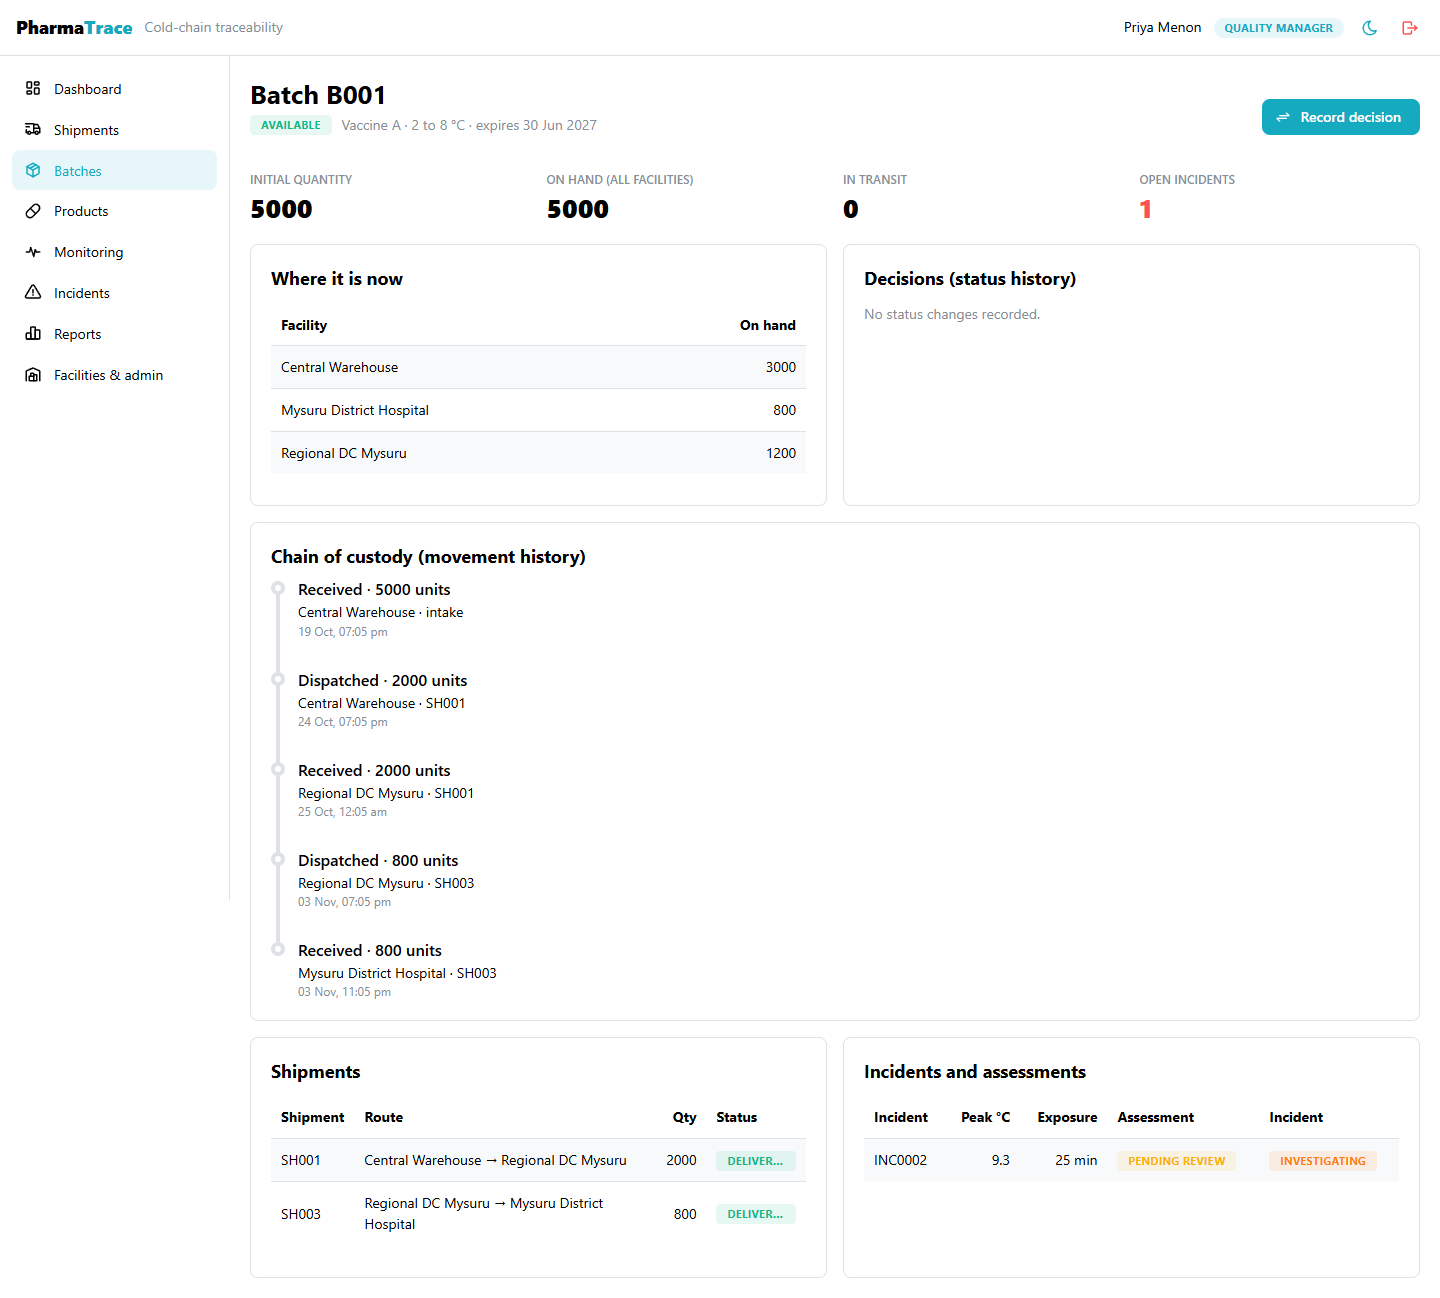 PharmaTrace Cold-chain traceability
Priya Menon QUALITY MANAGER
Dashboard
Shipments
Batches
Products
Monitoring
Incidents
Reports
Facilities & admin
Batch B001
AVAILABLE Vaccine A · 2 to 8 °C · expires 30 Jun 2027
Record decision
INITIAL QUANTITY
5000
ON HAND (ALL FACILITIES)
5000
IN TRANSIT
0
OPEN INCIDENTS
1
Where it is now
Facility On hand
Central Warehouse 3000
Mysuru District Hospital 800
Regional DC Mysuru 1200
Decisions (status history)
No status changes recorded.
Chain of custody (movement history)
Received · 5000 units
Central Warehouse · intake
19 Oct, 07:05 pm
Dispatched · 2000 units
Central Warehouse · SH001
24 Oct, 07:05 pm
Received · 2000 units
Regional DC Mysuru · SH001
25 Oct, 12:05 am
Dispatched · 800 units
Regional DC Mysuru · SH003
03 Nov, 07:05 pm
Received · 800 units
Mysuru District Hospital · SH003
03 Nov, 11:05 pm
Shipments
Shipment Route Qty Status
SH001 Central Warehouse → Regional DC Mysuru 2000 DELIVER...
SH003 Regional DC Mysuru → Mysuru District Hospital 800 DELIVER...
Incidents and assessments
Incident Peak °C Exposure Assessment Incident
INC0002 9.3 25 min PENDING REVIEW INVESTIGATING